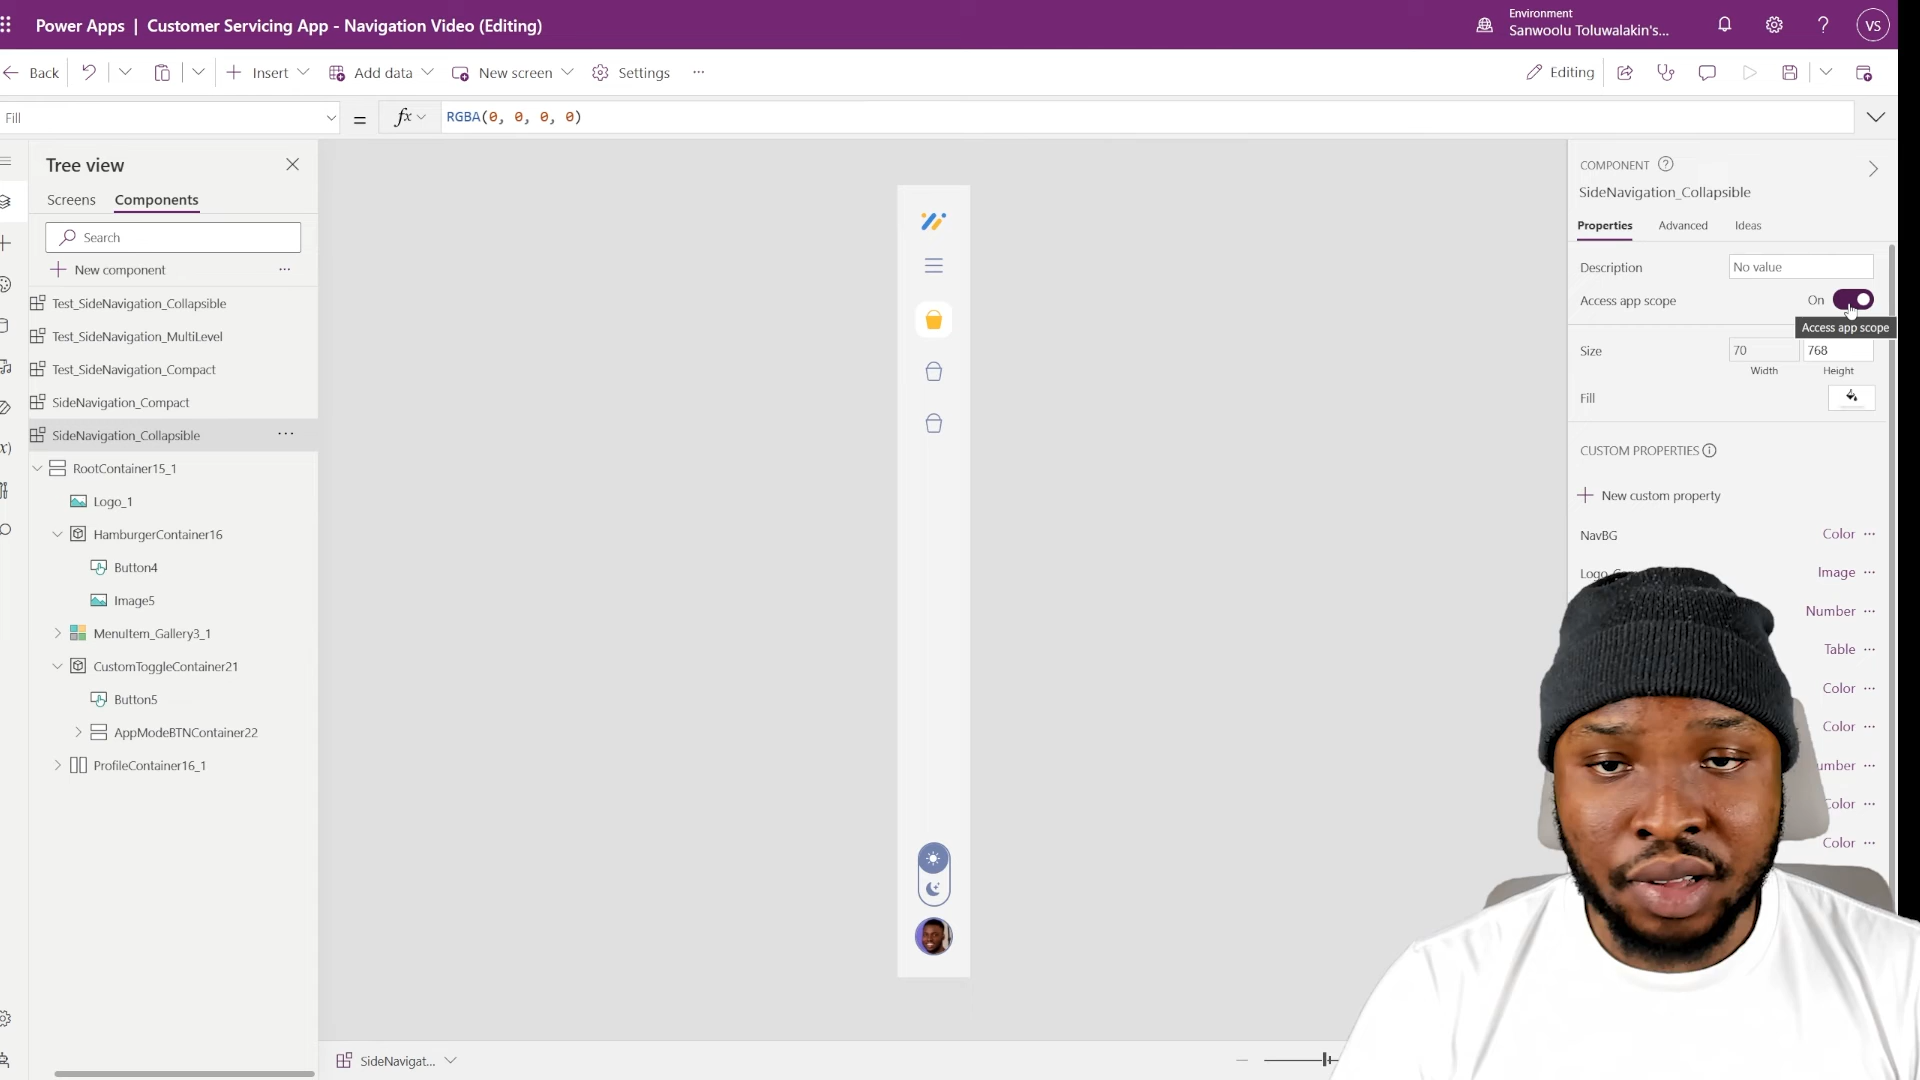 Power Apps | Customer Servicing App - Navigation Video (Editing)
Environment
Sanwoolu Toluwalakin's...
VS
Back
Insert
Add data
New screen
Settings
Editing
Fill
=
fx
RGBA(0, 0, 0, 0)
Tree view
Screens
Components
Search
New component
Test_SideNavigation_Collapsible
Test_SideNavigation_MultiLevel
Test_SideNavigation_Compact
SideNavigation_Compact
SideNavigation_Collapsible
RootContainer15_1
Logo_1
HamburgerContainer16
Button4
Image5
MenuItem_Gallery3_1
CustomToggleContainer21
Button5
AppModeBTNContainer22
ProfileContainer16_1
SideNavigat...
COMPONENT
SideNavigation_Collapsible
Properties
Advanced
Ideas
Description
No value
Access app scope
On
Access app scope
Size
70
768
Width
Height
Fill
CUSTOM PROPERTIES
New custom property
NavBG
Color
Image
Number
Table
Color
Color
umber
Color
Color